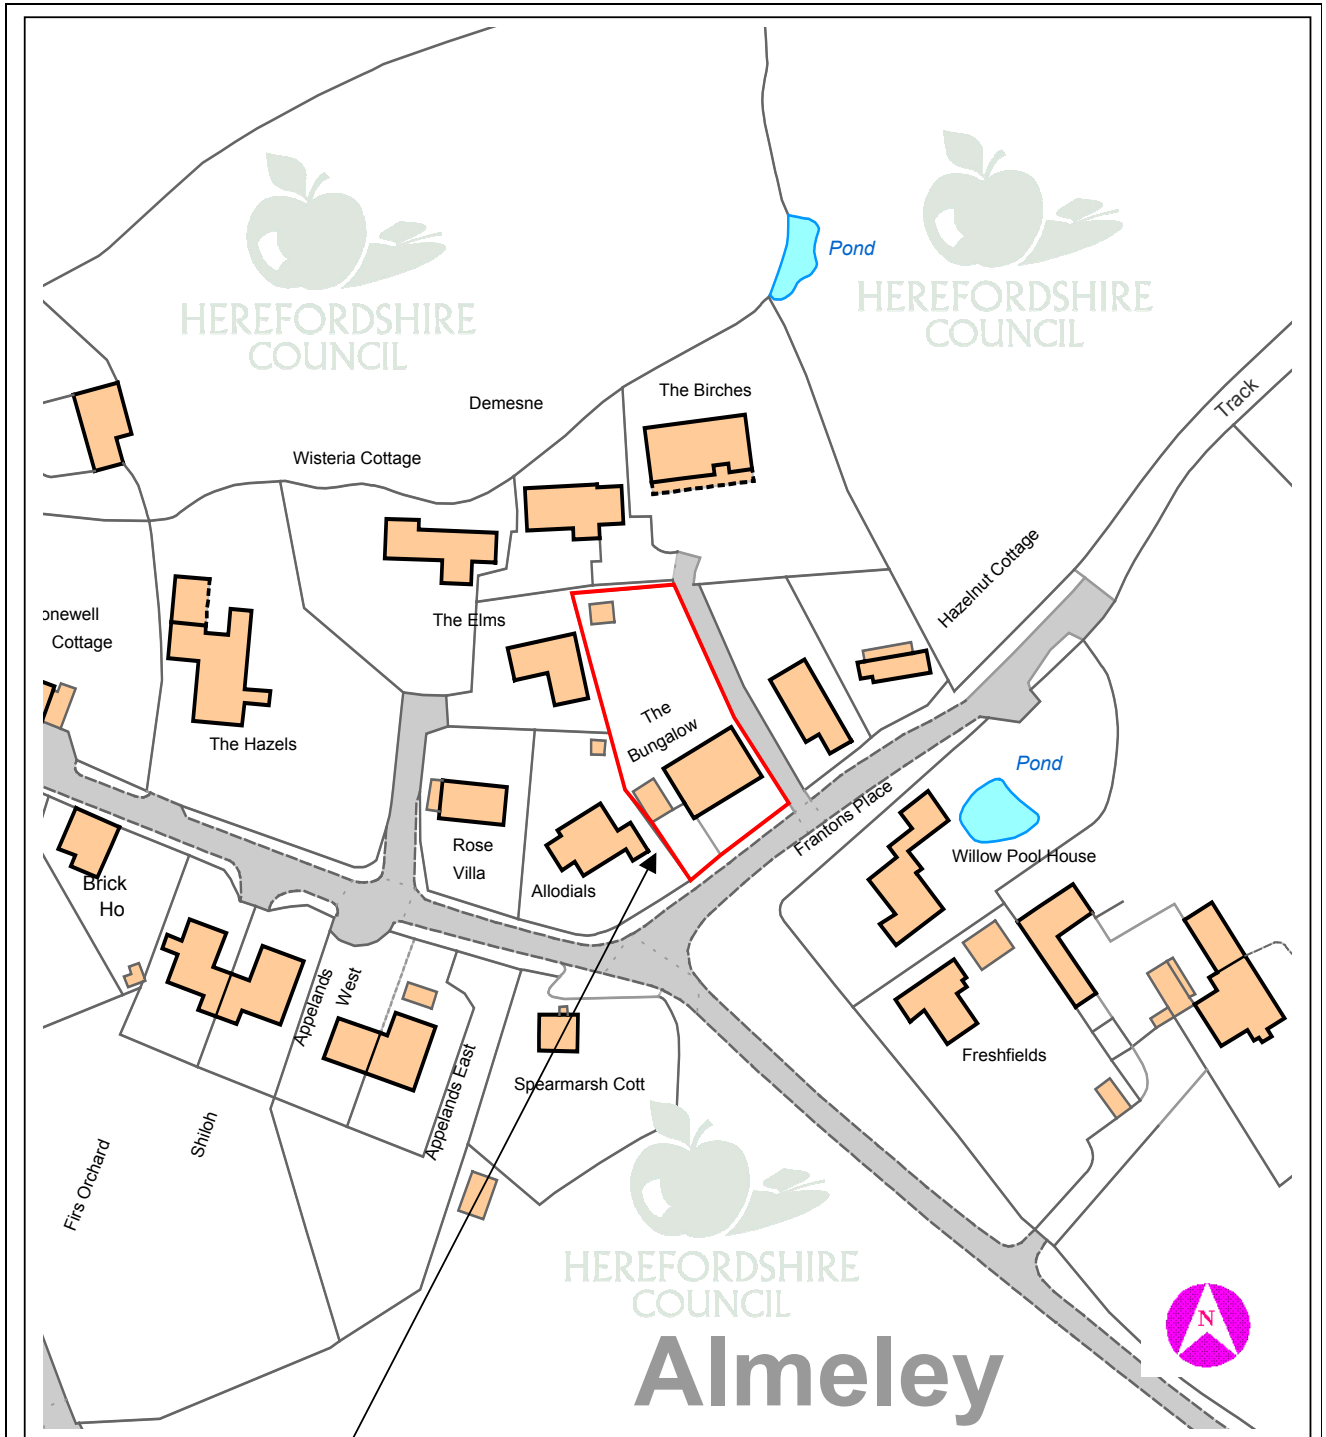 HEREFORDSHIRE
COUNCIL
HEREFORDSHIRE
COUNCIL
Pond
The Birches
Demesne
Track
Wisteria Cottage
Hazelnut Cottage
onewell
Cottage
The Elms
The Hazels
The
Bungalow
Pond
Frantons Place
Rose
Villa
Willow Pool House
Allodials
Brick
Ho
Appelands
West
Freshfields
Spearmarsh Cott
Appelands East
Shiloh
Firs Orchard
HEREFORDSHIRE
COUNCIL
N
Almeley